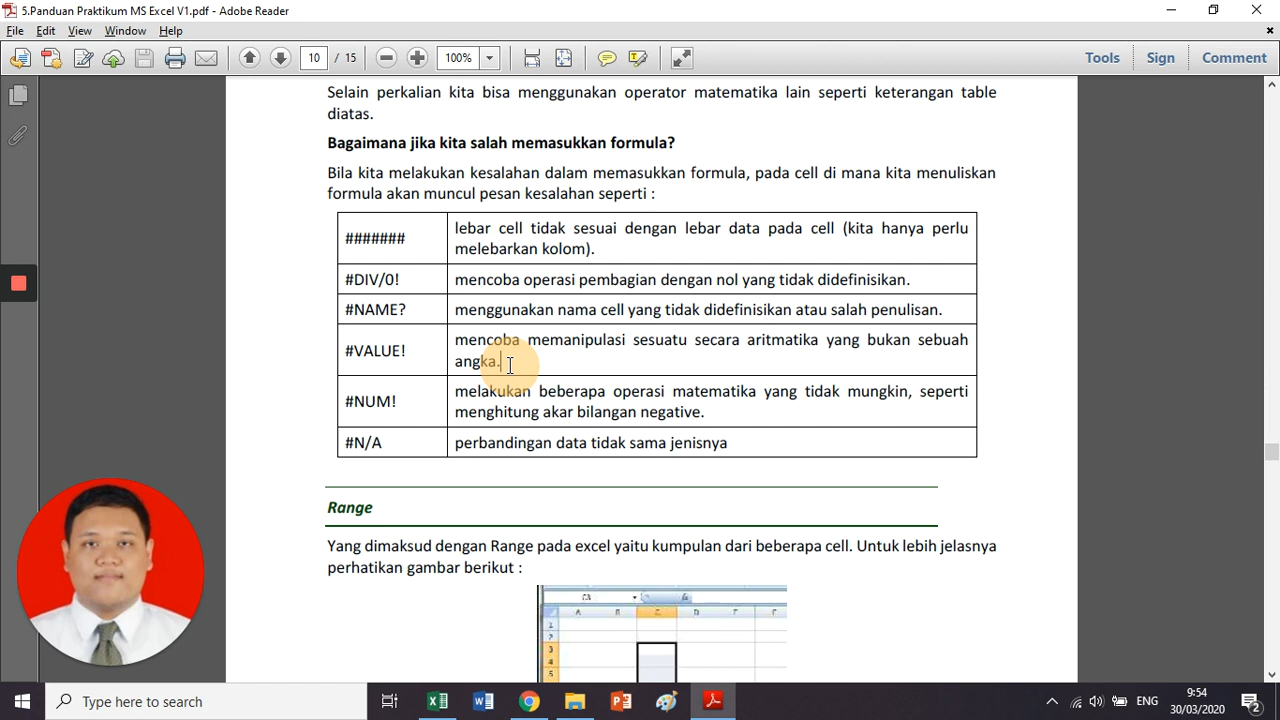 5.Panduan Praktikum MS Excel V1.pdf - Adobe Reader
File Edit View Window Help
10 / 15 100% Tools Sign Comment
Selain perkalian kita bisa menggunakan operator matematika lain seperti keterangan table
diatas.
Bagaimana jika kita salah memasukkan formula?
Bila kita melakukan kesalahan dalam memasukkan formula, pada cell di mana kita menuliskan
formula akan muncul pesan kesalahan seperti :
####### lebar cell tidak sesuai dengan lebar data pada cell (kita hanya perlu
melebarkan kolom).
#DIV/0! mencoba operasi pembagian dengan nol yang tidak didefinisikan.
#NAME? menggunakan nama cell yang tidak didefinisikan atau salah penulisan.
#VALUE! mencoba memanipulasi sesuatu secara aritmatika yang bukan sebuah
angka.
#NUM! melakukan beberapa operasi matematika yang tidak mungkin, seperti
menghitung akar bilangan negative.
#N/A perbandingan data tidak sama jenisnya
Range
Yang dimaksud dengan Range pada excel yaitu kumpulan dari beberapa cell. Untuk lebih jelasnya
perhatikan gambar berikut :
A B C D
1
2
3
4
5
Type here to search
ENG
9:54
30/03/2020
2